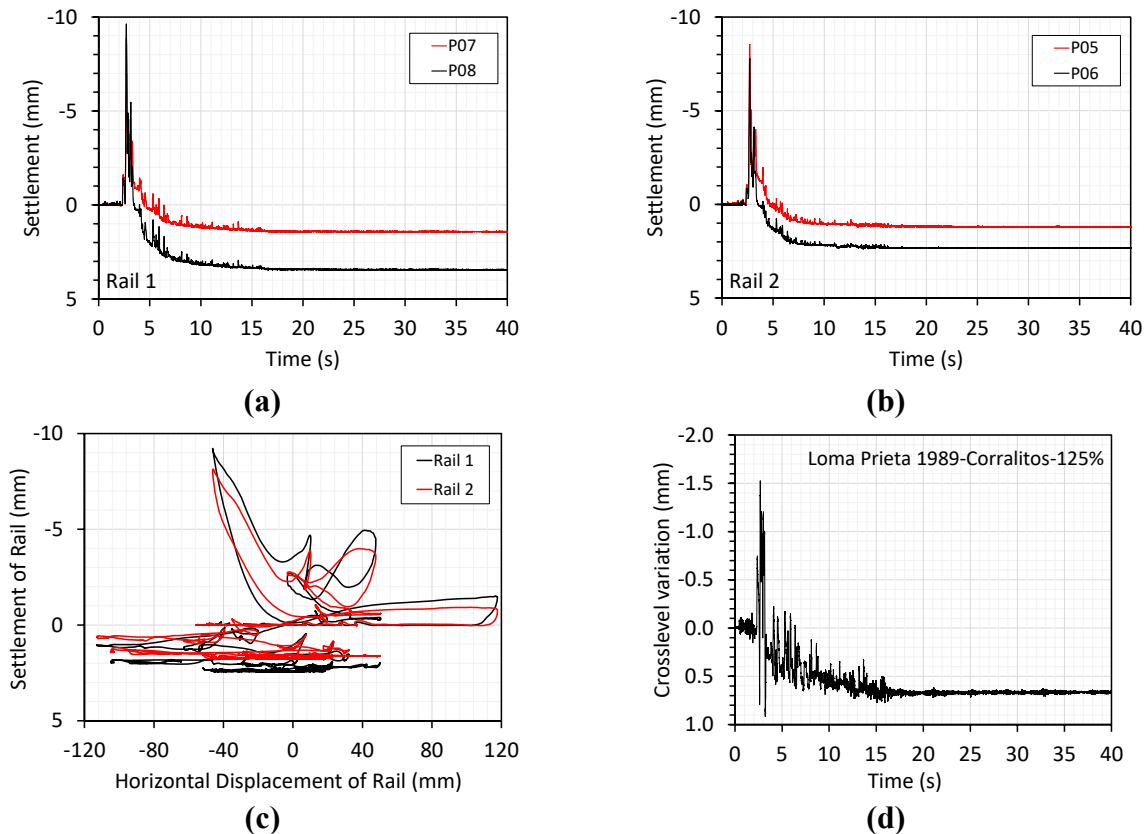 -10
-5
0
5
Settlement (mm)
P07
P08
Rail 1
0 5 10 15 20 25 30 35 40
Time (s)
(a)
-10
-5
0
5
Settlement (mm)
P05
P06
Rail 2
0 5 10 15 20 25 30 35 40
Time (s)
(b)
-10
-5
0
5
Settlement of Rail (mm)
Rail 1
Rail 2
-120 -80 -40 0 40 80 120
Horizontal Displacement of Rail (mm)
(c)
-2.0
-1.5
-1.0
-0.5
0.0
0.5
1.0
Crosslevel variation (mm)
Loma Prieta 1989-Corralitos-125%
0 5 10 15 20 25 30 35 40
Time (s)
(d)